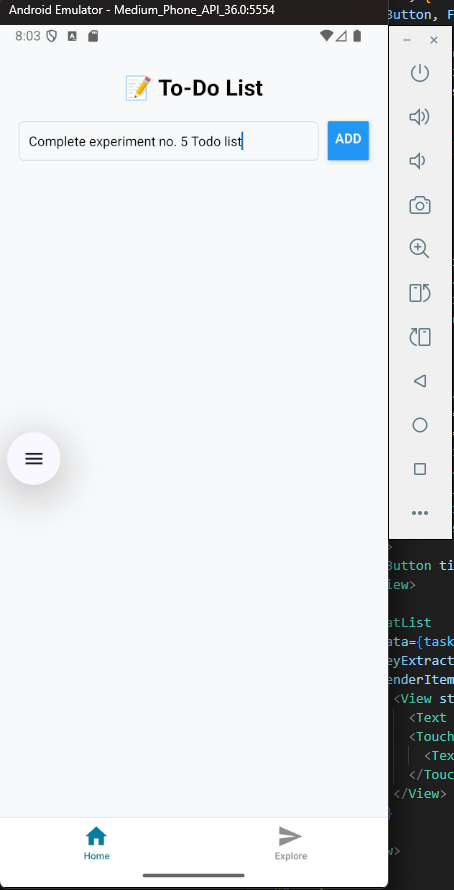 Android Emulator - Medium_Phone_API_36.0:5554
Button, F
8:03
📝 To-Do List
Complete experiment no. 5 Todo list
ADD
Button ti
iew>
atList
ata={task
eyExtract
enderItem
<View st
<Text
<Touch
<Tex
</Touc
</View>
}
w>
Home
Explore